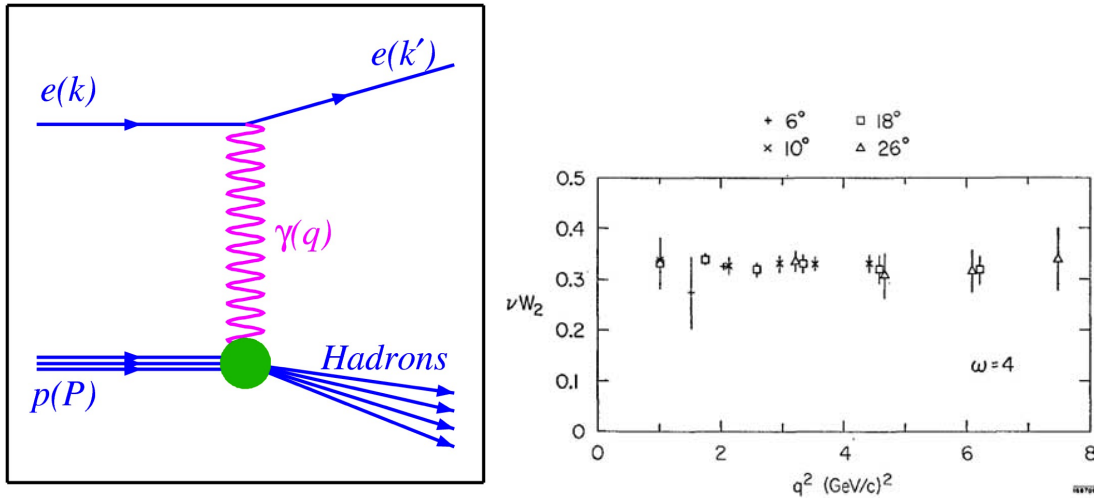 e(k)
e(k′)
γ(q)
p(P)
Hadrons
+ 6° □ 18°
× 10° △ 26°
0.5
0.4
0.3
0.2
0.1
0
νW₂
ω=4
0 2 4 6 8
q² (GeV/c)²